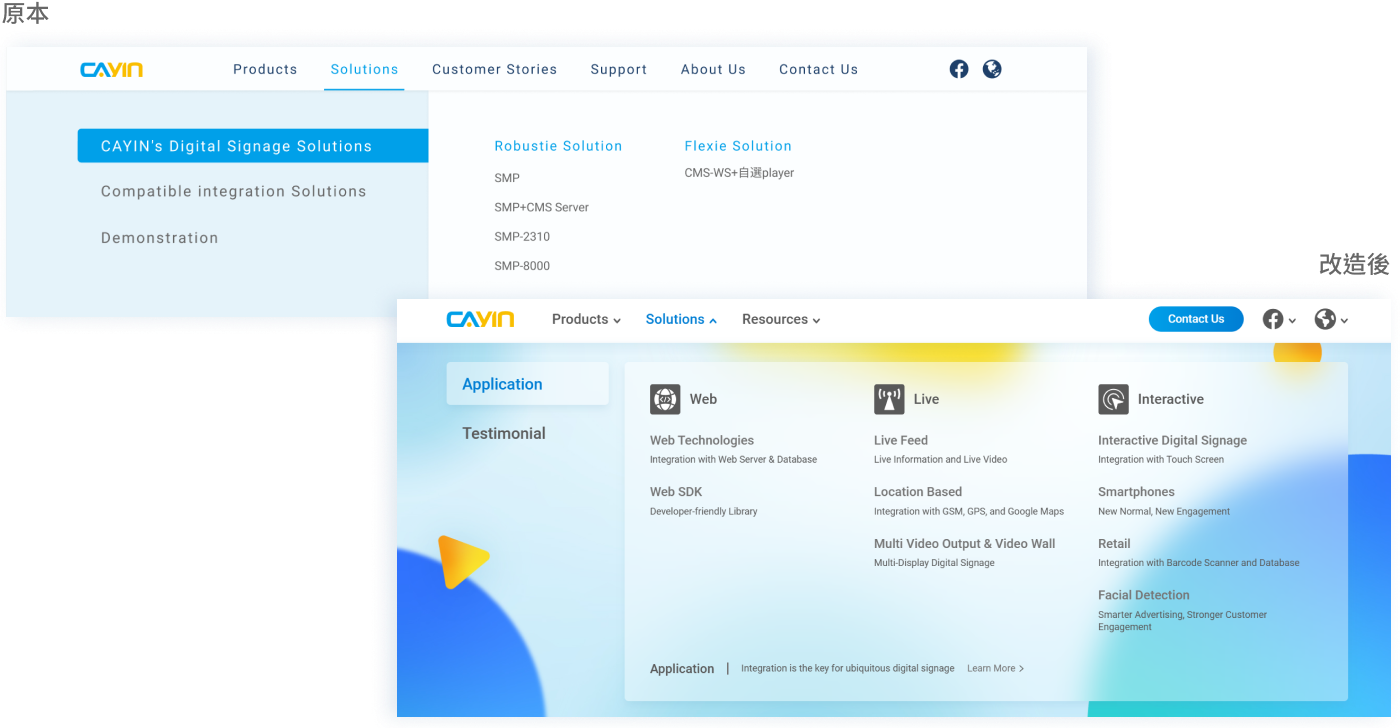 原本
CAYIN
Products Solutions Customer Stories Support About Us Contact Us
CAYIN's Digital Signage Solutions
Compatible integration Solutions
Demonstration
Robustie Solution
SMP
SMP+CMS Server
SMP-2310
SMP-8000
Flexie Solution
CMS-WS+自選player
改造後
CAYIN
Products Solutions Resources Contact Us
Application
Testimonial
Web
Web Technologies
Integration with Web Server & Database
Web SDK
Developer-friendly Library
Live
Live Feed
Live Information and Live Video
Location Based
Integration with GSM, GPS, and Google Maps
Multi Video Output & Video Wall
Multi-Display Digital Signage
Interactive
Interactive Digital Signage
Integration with Touch Screen
Smartphones
New Normal, New Engagement
Retail
Integration with Barcode Scanner and Database
Facial Detection
Smarter Advertising, Stronger Customer
Engagement
Application | Integration is the key for ubiquitous digital signage Learn More >